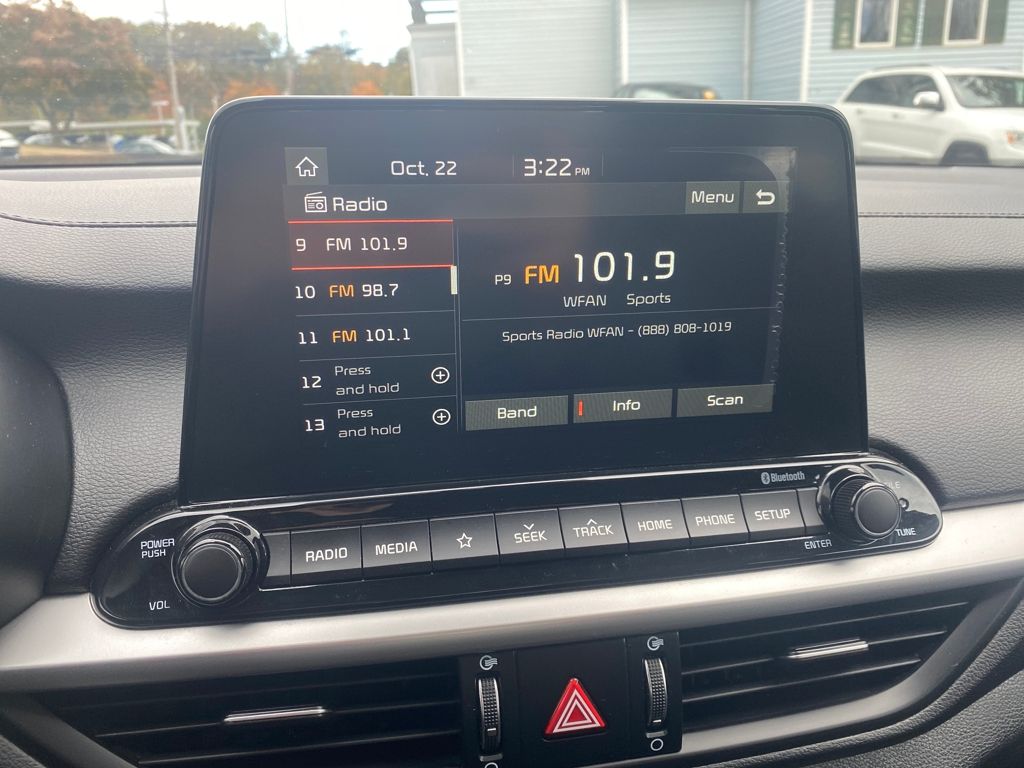 Oct. 22 3:22 PM
Radio Menu
9 FM 101.9
10 FM 98.7
11 FM 101.1
12 Press and hold
13 Press and hold
P9 FM 101.9
WFAN Sports
Sports Radio WFAN - (888) 808-1019
Band Info Scan
Bluetooth
POWER
PUSH
VOL
RADIO MEDIA SEEK TRACK HOME PHONE SETUP
ENTER
TUNE